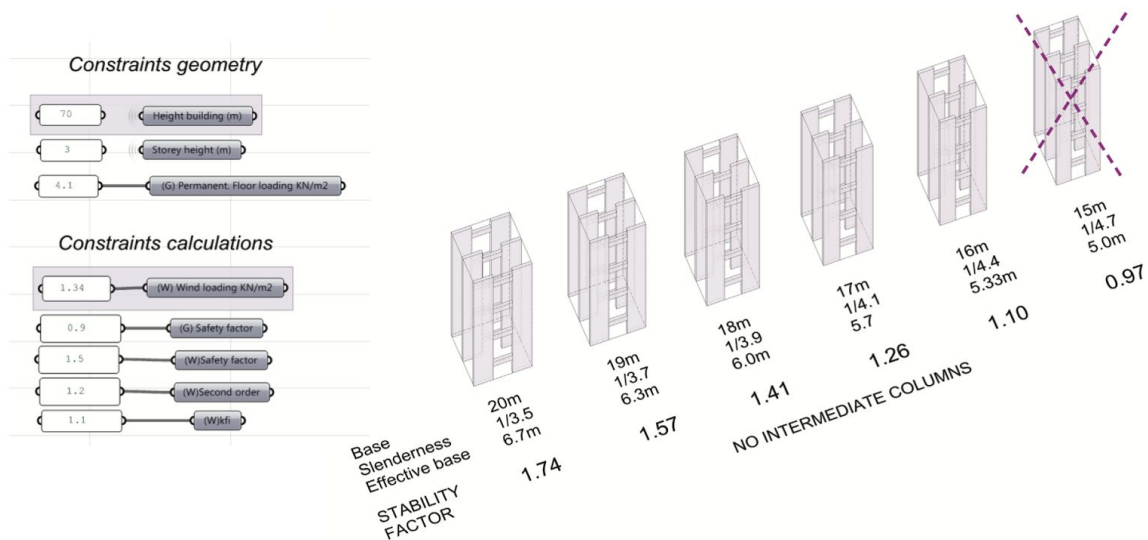 Constraints geometry
70 Height building (m)
3 Storey height (m)
4.1 (G) Permanent. Floor loading KN/m2
Constraints calculations
1.34 (W) Wind loading KN/m2
0.9 (G) Safety factor
1.5 (W)Safety factor
1.2 (W)Second order
1.1 (W)kfi
Base
Slenderness
Effective base
STABILITY
FACTOR
20m
1/3.5
6.7m
1.74
19m
1/3.7
6.3m
1.57
18m
1/3.9
6.0m
1.41
17m
1/4.1
5.7
1.26
16m
1/4.4
5.33m
1.10
15m
1/4.7
5.0m
0.97
NO INTERMEDIATE COLUMNS